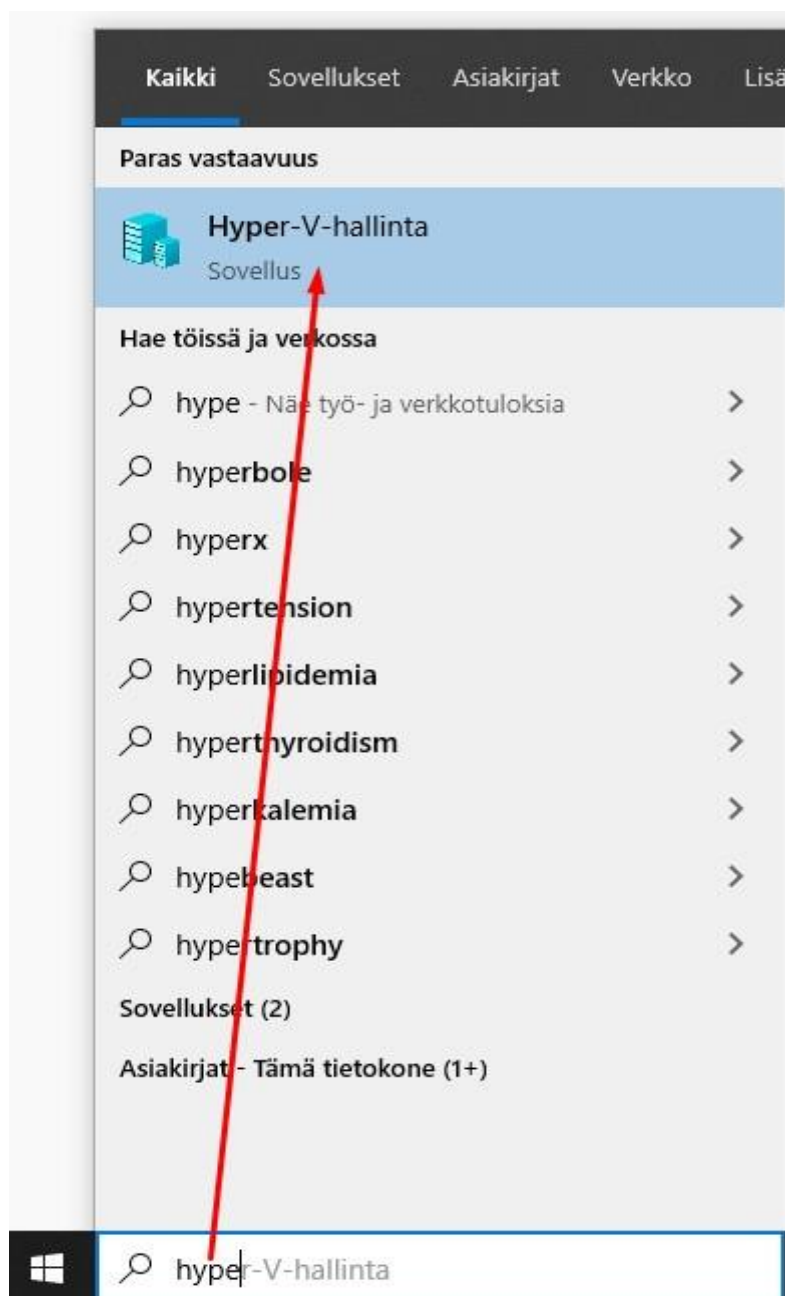 Kaikki Sovellukset Asiakirjat Verkko Lisä
Paras vastaavuus
Hyper-V-hallinta
Sovellus
Hae töissä ja verkossa
hype - Näe työ- ja verkkotuloksia
hyperbole
hyperx
hypertension
hyperlipidemia
hyperthyroidism
hyperkalemia
hypebeast
hypertrophy
Sovellukset (2)
Asiakirjat - Tämä tietokone (1+)
hyper-V-hallinta